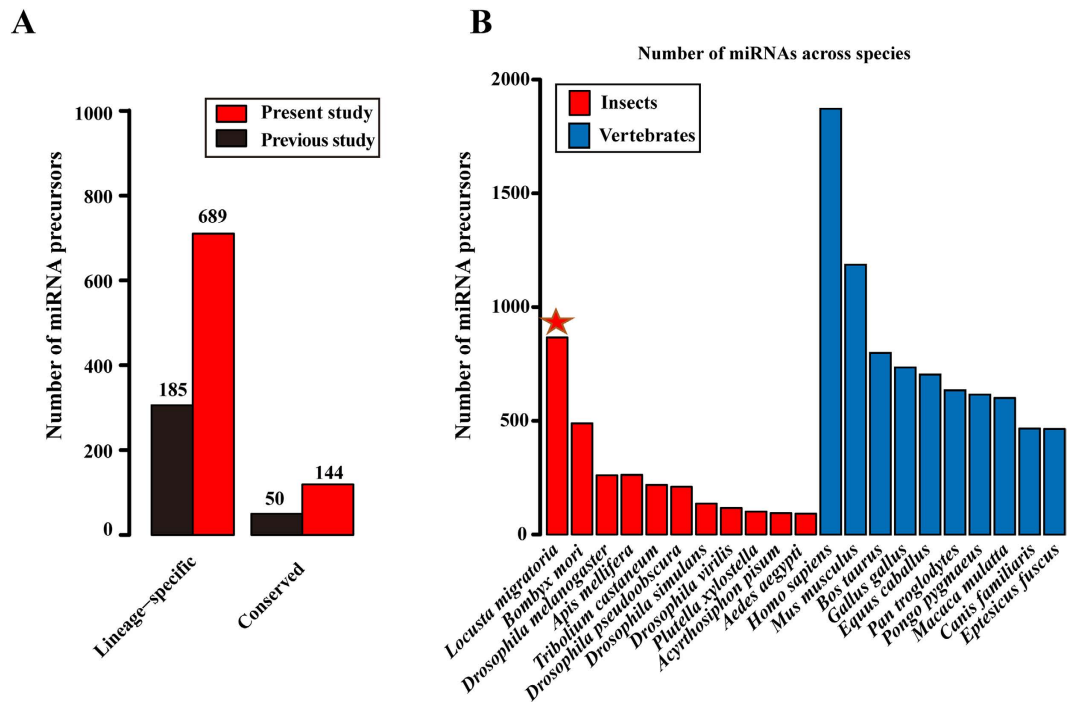 A
Number of miRNA precursors
1000
800
600
400
200
0
Present study
Previous study
185
689
50
144
Lineage−specific
Conserved
B
Number of miRNAs across species
Number of miRNA precursors
2000
1500
1000
500
0
Insects
Vertebrates
Locusta migratoria
Bombyx mori
Drosophila melanogaster
Apis mellifera
Tribolium castancum
Drosophila pseudoobscura
Drosophila simulans
Drosophila virilis
Plutella xylostella
Acyrthosiphon pisum
Aedes aegypti
Homo sapiens
Mus musculus
Bos taurus
Gallus gallus
Equus caballus
Pan troglodytes
Pongo pygmaeus
Macaca mulatta
Canis familiaris
Eptesicus fuscus